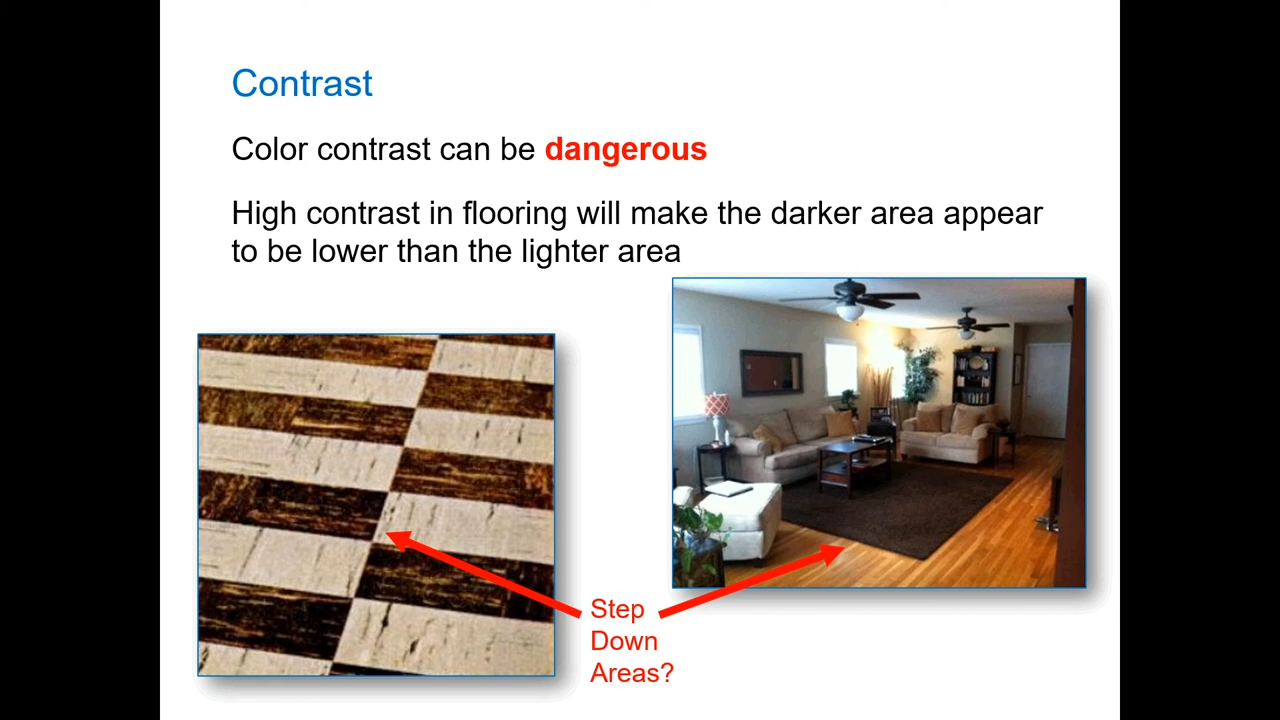 Contrast
Color contrast can be dangerous
High contrast in flooring will make the darker area appear
to be lower than the lighter area
Step
Down
Areas?